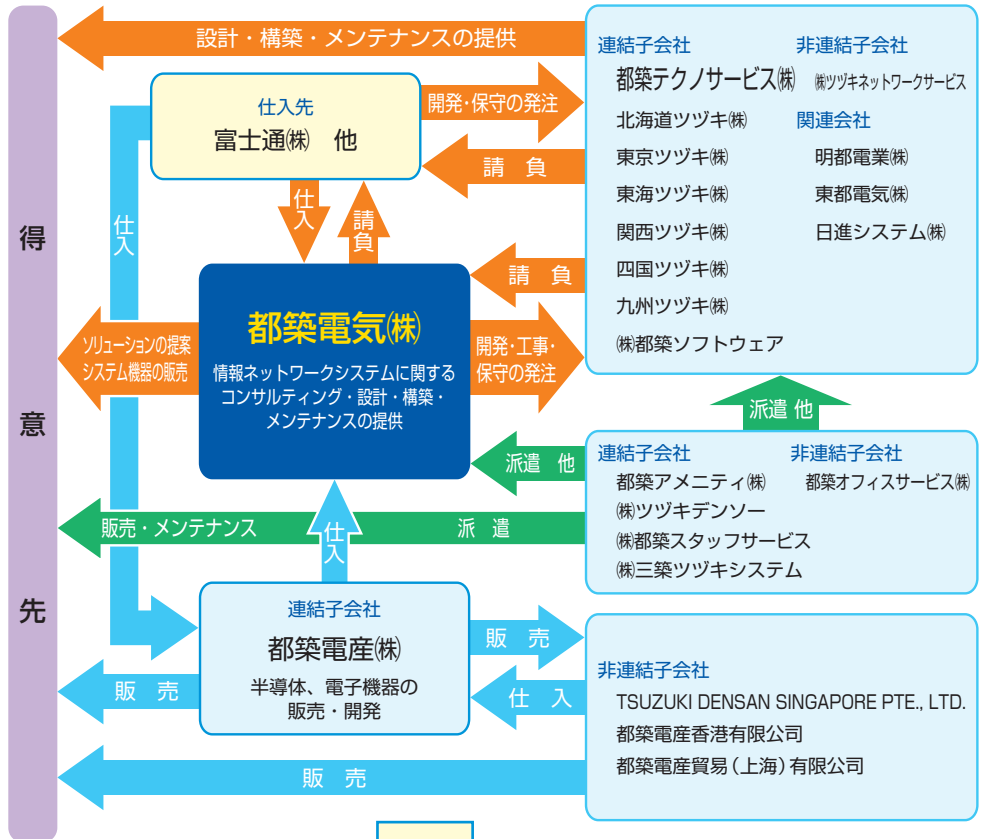 得意先
設計・構築・メンテナンスの提供
仕入先
富士通㈱　他
開発・保守の発注
請　負
仕入
仕入
請負
請　負
都築電気㈱
情報ネットワークシステムに関する
コンサルティング・設計・構築・
メンテナンスの提供
ソリューションの提案
システム機器の販売
開発・工事・
保守の発注
連結子会社
都築テクノサービス㈱
北海道ツヅキ㈱
東京ツヅキ㈱
東海ツヅキ㈱
関西ツヅキ㈱
四国ツヅキ㈱
九州ツヅキ㈱
㈱都築ソフトウェア
非連結子会社
㈱ツヅキネットワークサービス
関連会社
明都電業㈱
東都電気㈱
日進システム㈱
派遣 他
派遣　他
連結子会社
都築アメニティ㈱
㈱ツヅキデンソー
㈱都築スタッフサービス
㈱三築ツヅキシステム
非連結子会社
都築オフィスサービス㈱
販売・メンテナンス
派　遣
仕入
連結子会社
都築電産㈱
半導体、電子機器の
販売・開発
販　売
販　売
仕　入
非連結子会社
TSUZUKI DENSAN SINGAPORE PTE., LTD.
都築電産香港有限公司
都築電産貿易(上海)有限公司
販　売